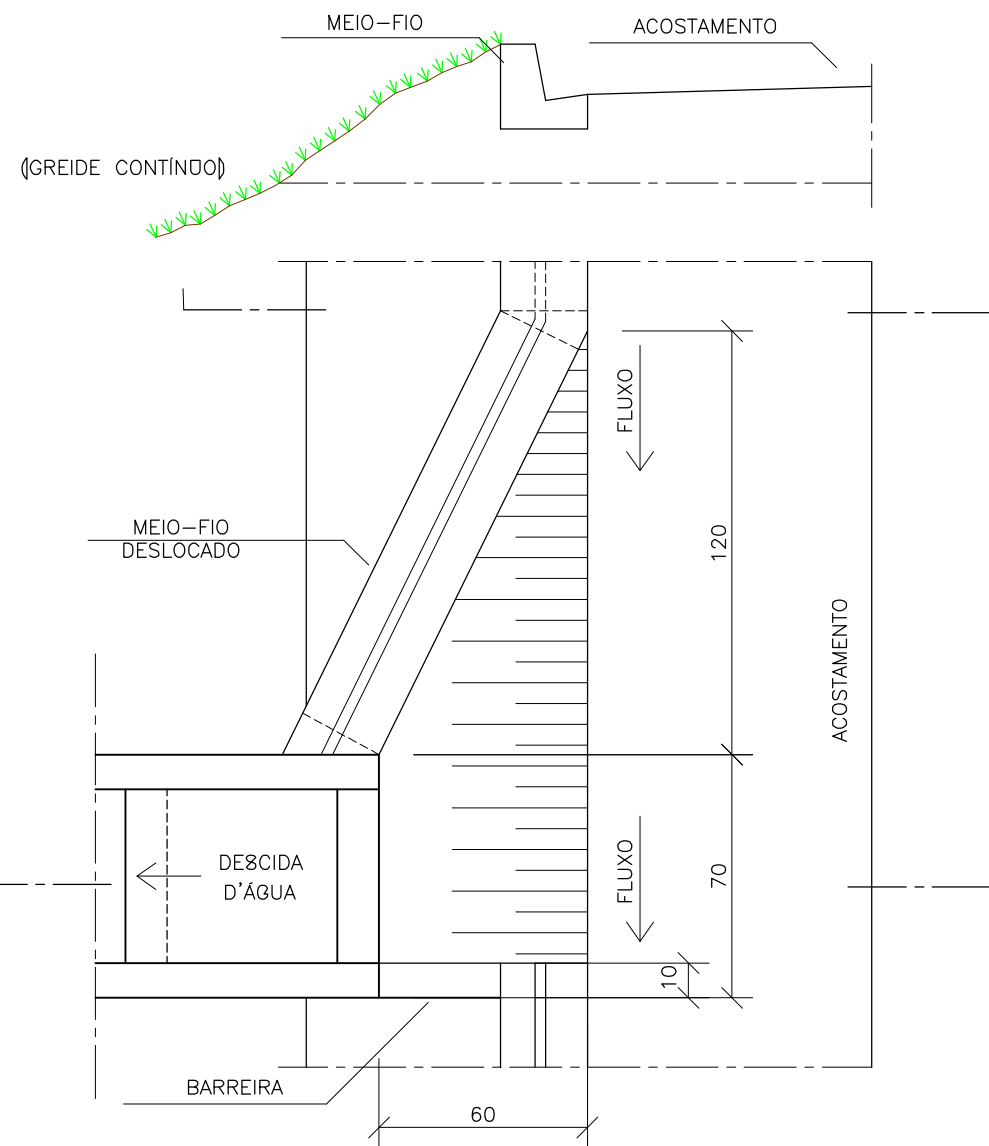 MEIO-FIO
ACOSTAMENTO
(GREIDE CONTÍNUO)
FLUXO
MEIO-FIO
DESLOCADO
120
ACOSTAMENTO
DESCIDA
D'ÁGUA
FLUXO
70
10
BARREIRA
60